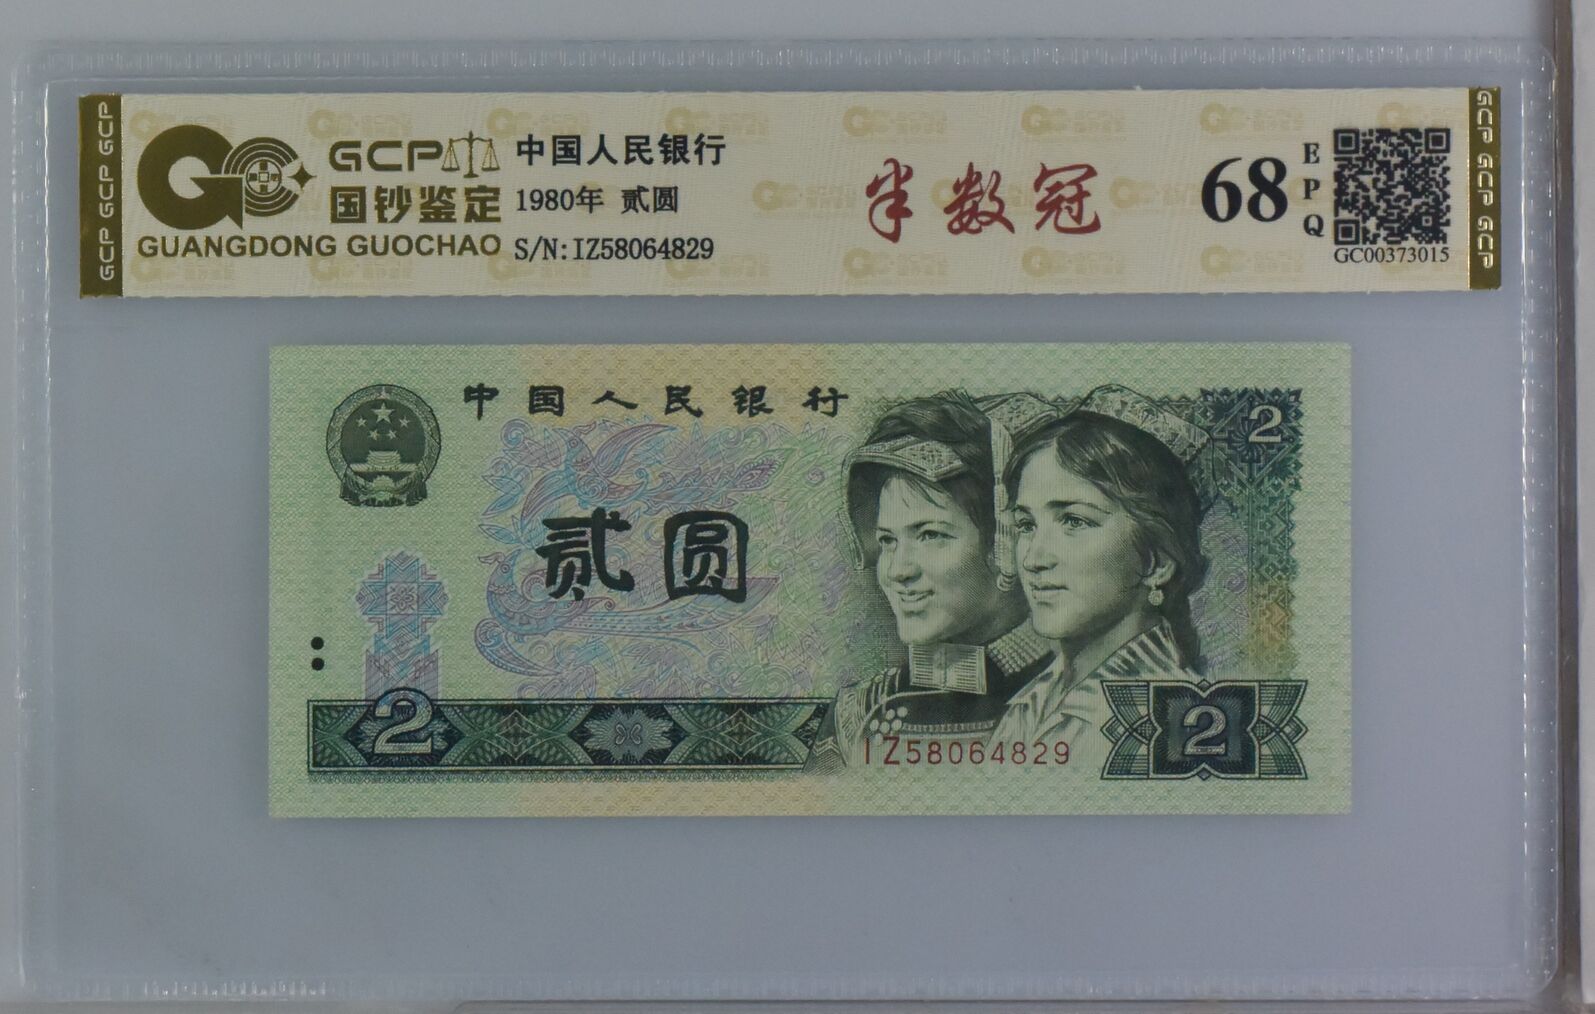 GCP GCP GCP
GCP
国钞鉴定
GUANGDONG GUOCHAO
中国人民银行
1980年 贰圆
S/N:IZ58064829
半数冠
68
EPQ
GC00373015
GCP GCP GCP
中国人民银行
2
贰圆
2
IZ58064829
2